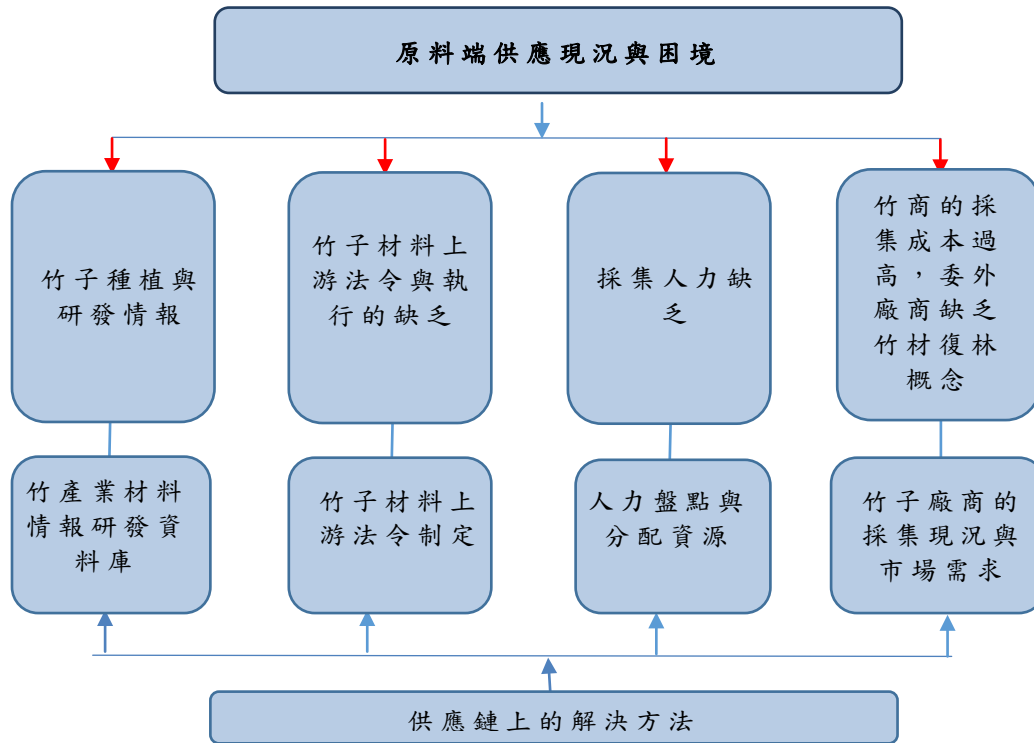 原料端供應現況與困境
竹子種植與
研發情報
竹子材料上
游法令與執
行的缺乏
採集人力缺
乏
竹商的採
集成本過
高，委外
廠商缺乏
竹材復林
概念
竹產業材料
情報研發資
料庫
竹子材料上
游法令制定
人力盤點與
分配資源
竹子廠商的
採集現況與
市場需求
供應鏈上的解決方法